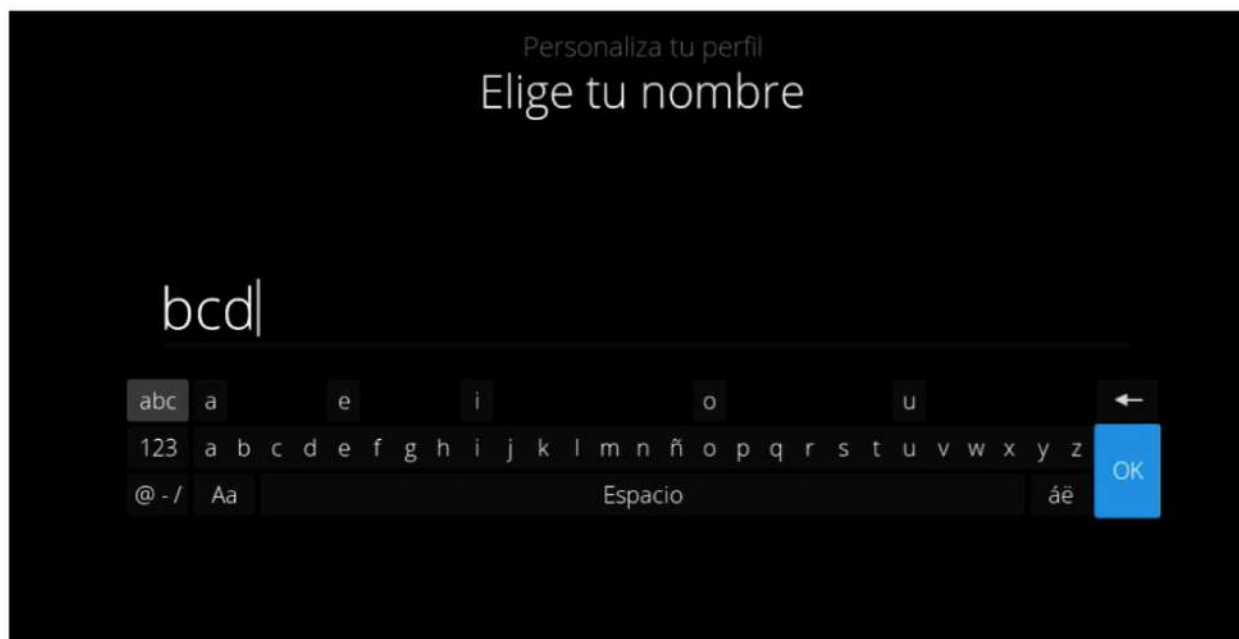 Personaliza tu perfil
Elige tu nombre
bcd
abc a e i o u ←
123 a b c d e f g h i j k l m n ñ o p q r s t u v w x y z OK
@ - / Aa Espacio áë